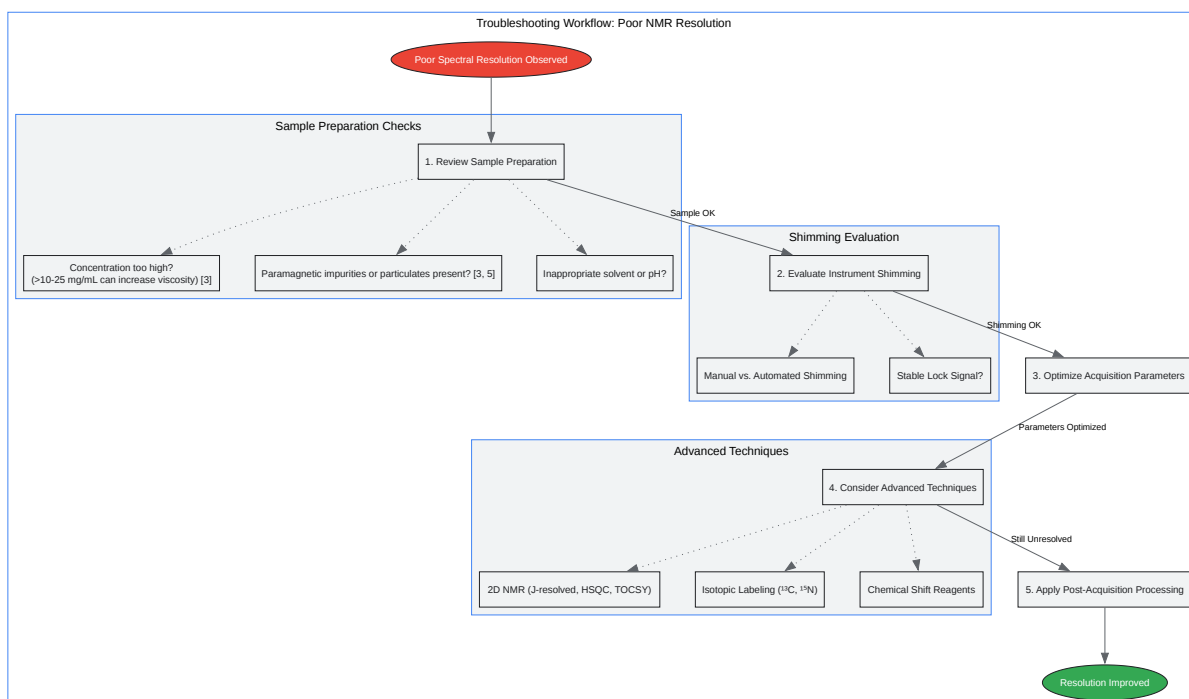 Troubleshooting Workflow: Poor NMR Resolution
Poor Spectral Resolution Observed
Sample Preparation Checks
1. Review Sample Preparation
Sample OK
Concentration too high?
(>10-25 mg/mL can increase viscosity) [3]
Paramagnetic impurities or particulates present? [3, 5]
Inappropriate solvent or pH?
Shimming Evaluation
2. Evaluate Instrument Shimming
Shimming OK
Manual vs. Automated Shimming
Stable Lock Signal?
3. Optimize Acquisition Parameters
Parameters Optimized
Advanced Techniques
4. Consider Advanced Techniques
Still Unresolved
2D NMR (J-resolved, HSQC, TOCSY)
Isotopic Labeling (¹³C, ¹⁵N)
Chemical Shift Reagents
5. Apply Post-Acquisition Processing
Resolution Improved